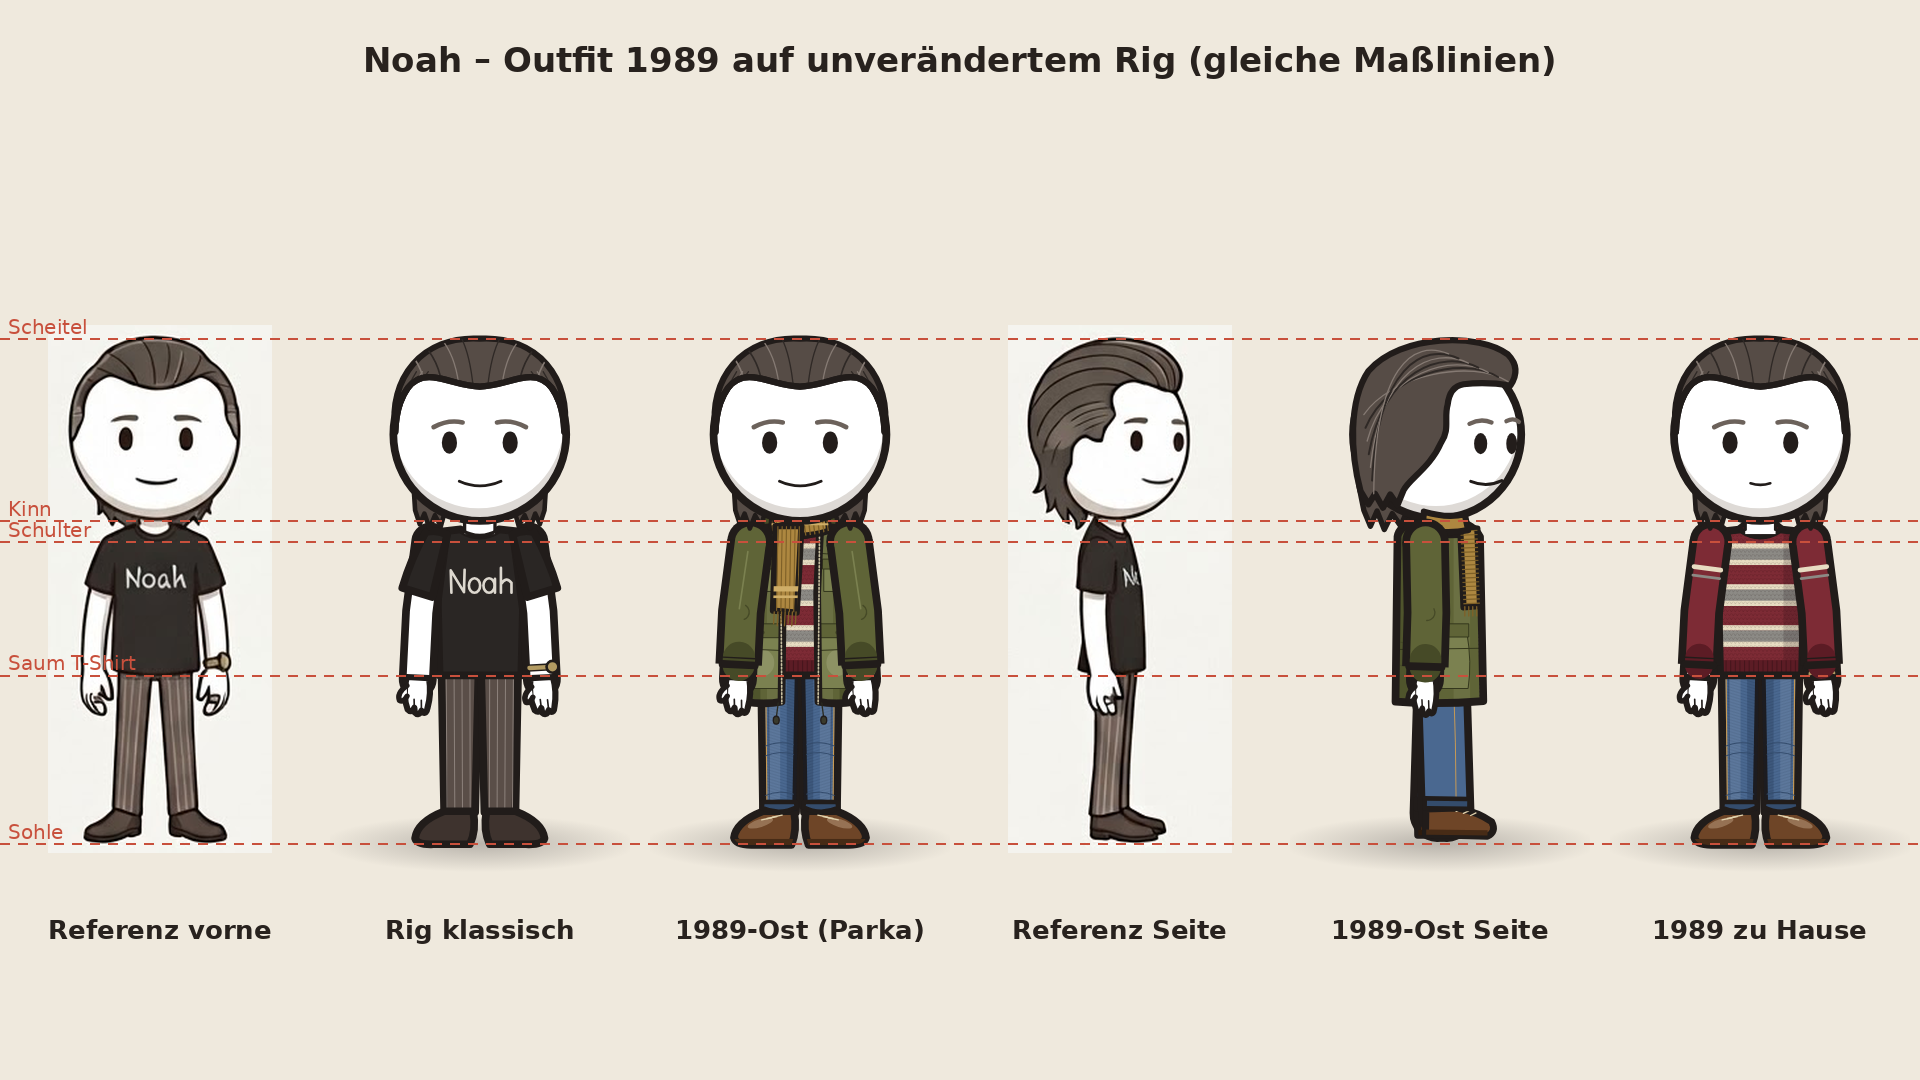 Noah – Outfit 1989 auf unverändertem Rig (gleiche Maßlinien)
Scheitel
Kinn
Schulter
Noah
Noah
Saum T-Shirt
Sohle
Referenz vorne
Rig klassisch
1989-Ost (Parka)
Referenz Seite
1989-Ost Seite
1989 zu Hause